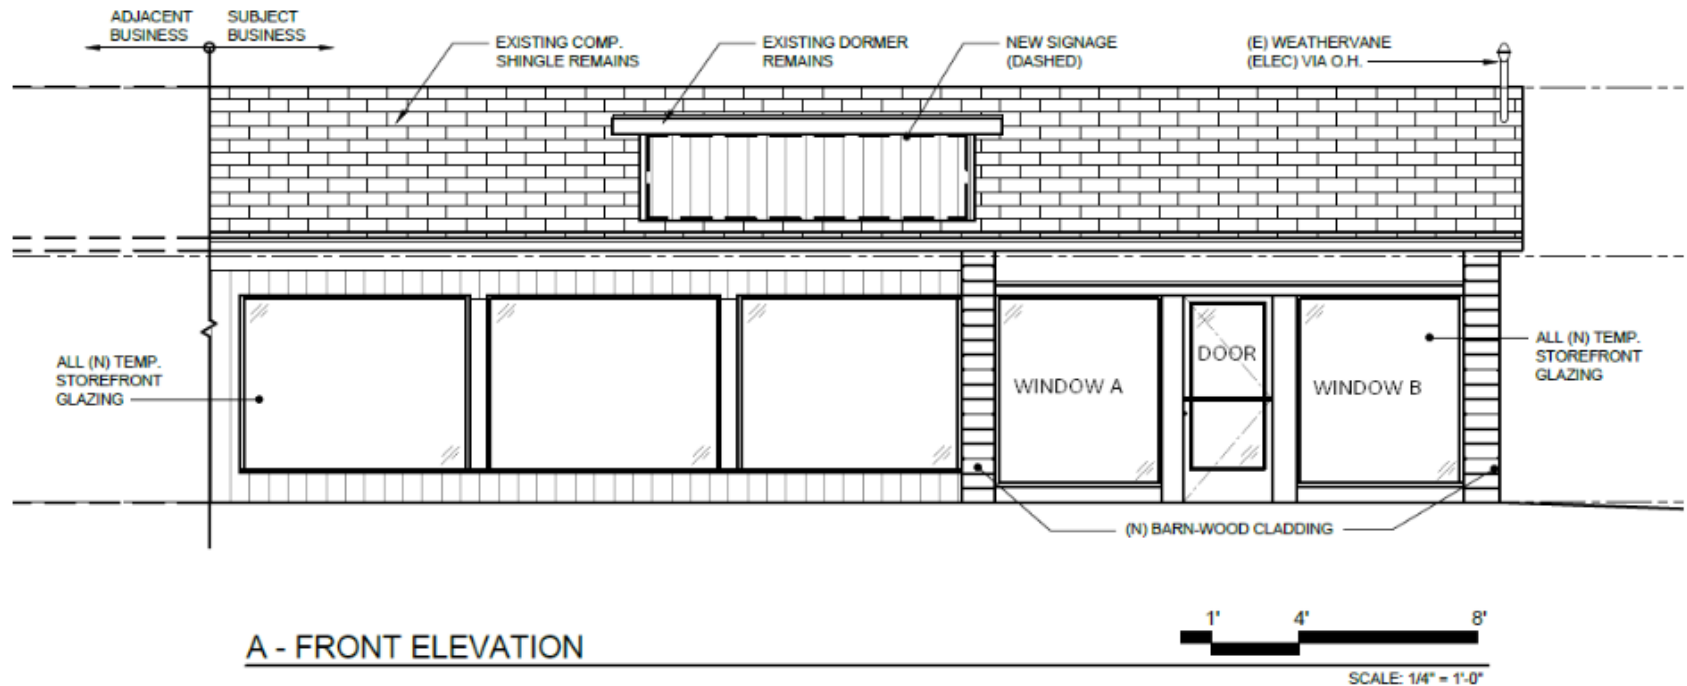 ADJACENT
BUSINESS
SUBJECT
BUSINESS
EXISTING COMP.
SHINGLE REMAINS
EXISTING DORMER
REMAINS
NEW SIGNAGE
(DASHED)
(E) WEATHERVANE
(ELEC) VIA O.H.
ALL (N) TEMP.
STOREFRONT
GLAZING
WINDOW A
DOOR
WINDOW B
ALL (N) TEMP.
STOREFRONT
GLAZING
(N) BARN-WOOD CLADDING
A - FRONT ELEVATION
1' 4' 8'
SCALE: 1/4" = 1'-0"